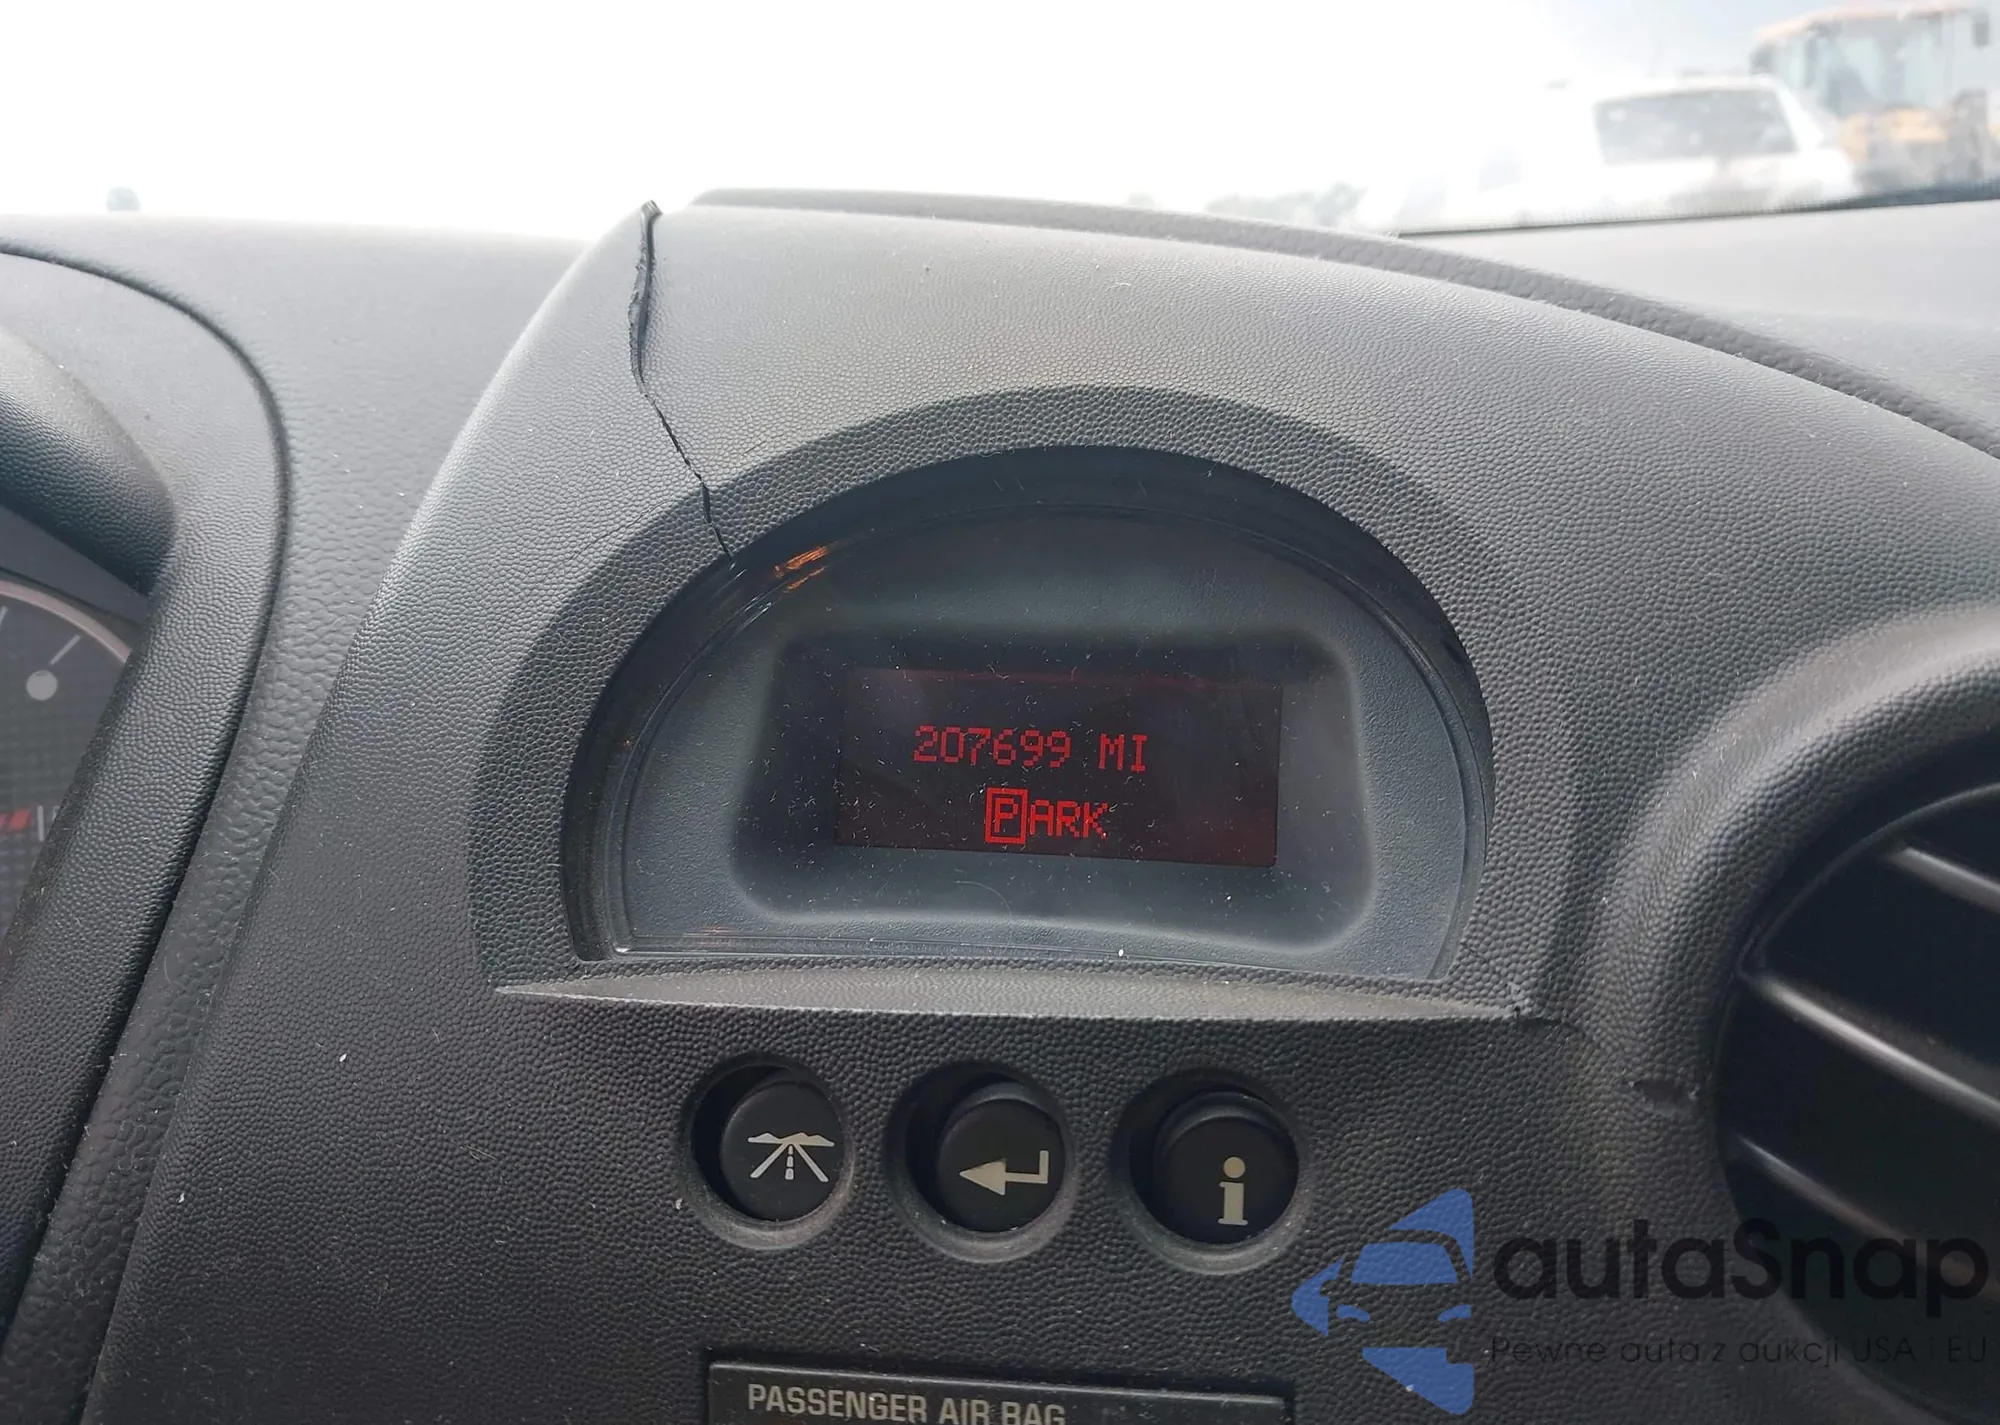 207699 MI
PARK
PASSENGER AIR BAG
autaSnap
Pewne auta z aukcji USA i EU